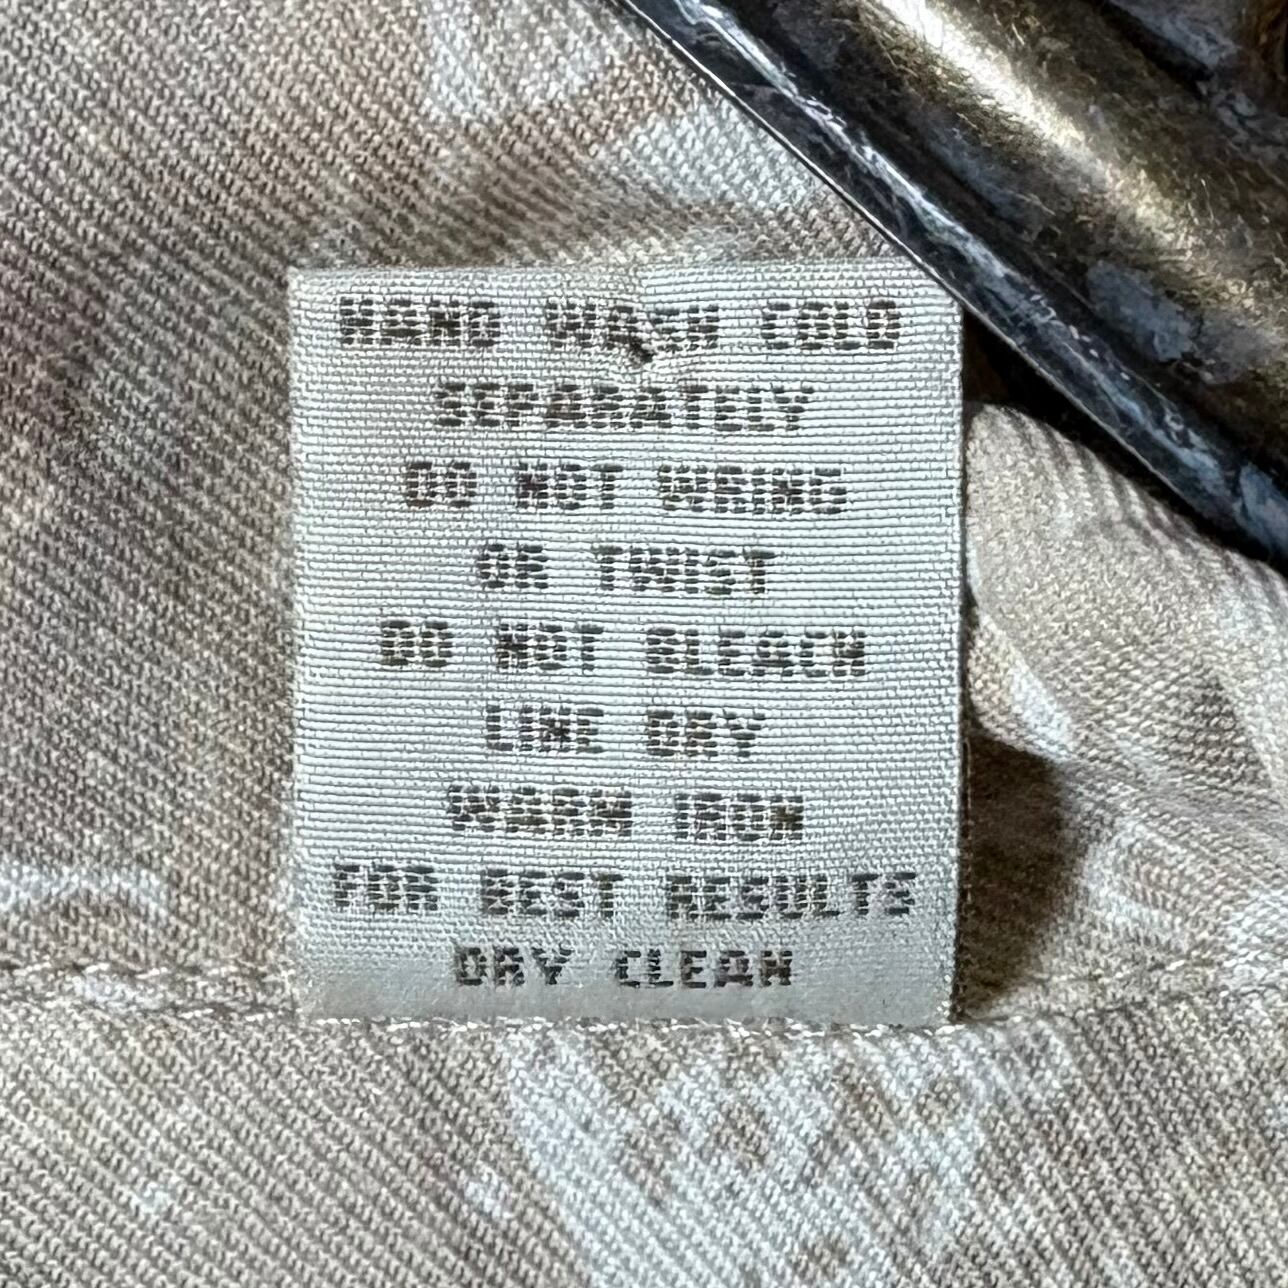 HAND WASH COLD
SEPARATELY
DO NOT WRING
OR TWIST
DO NOT BLEACH
LINE DRY
WARM IRON
FOR BEST RESULTS
DRY CLEAN